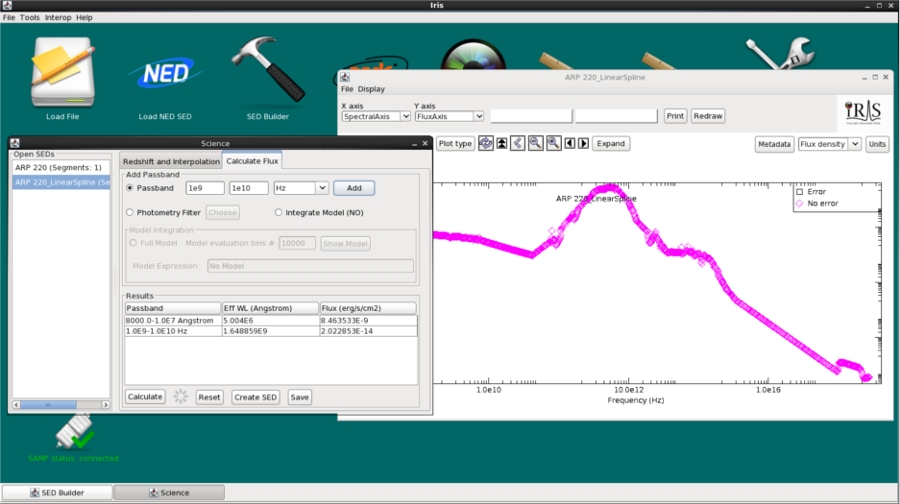 Iris
File Tools Interop Help
NED
Load File
Load NED SED
SED Builder
ARP 220_LinearSpline
File Display
X axis
Y axis
SpectralAxis
FluxAxis
Print
Redraw
IRIS
Plot type
Expand
Metadata
Flux density
Units
Science
Open SEDs
ARP 220 (Segments: 1)
ARP 220_LinearSpline (Se
Redshift and Interpolation
Calculate Flux
Add Passband
Passband
1e9
1e10
Hz
Add
Photometry Filter
Choose
Integrate Model (NO)
Model Integration
Full Model
Model evaluation bins #:
10000
Show Model
Model Expression:
No Model
Results
Passband
Eff WL (Angstrom)
Flux (erg/s/cm2)
8000.0-1.0E7 Angstrom
5.004E6
8.463533E-9
1.0E9-1.0E10 Hz
1.648859E9
2.022853E-14
Calculate
Reset
Create SED
Save
ARP 220_LinearSpline
Error
No error
1.0e10
10.0e12
1.0e16
Frequency (Hz)
SAMP status: connected
SED Builder
Science